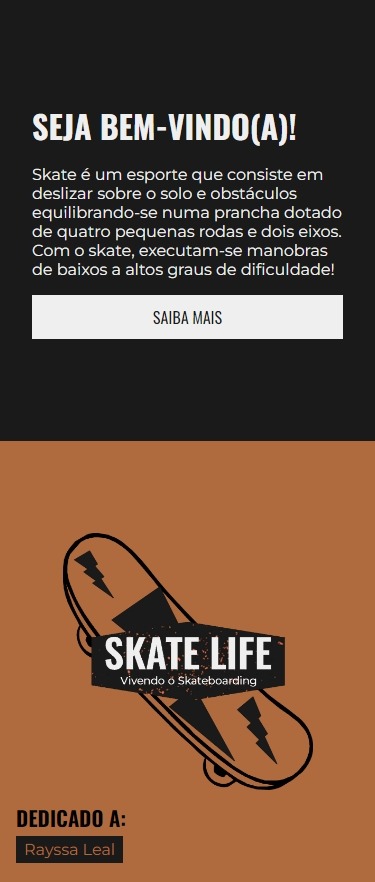 SEJA BEM-VINDO(A)!
Skate é um esporte que consiste em
deslizar sobre o solo e obstáculos
equilibrando-se numa prancha dotado
de quatro pequenas rodas e dois eixos.
Com o skate, executam-se manobras
de baixos a altos graus de dificuldade!
SAIBA MAIS
SKATE LIFE
Vivendo o Skateboarding
DEDICADO A:
Rayssa Leal